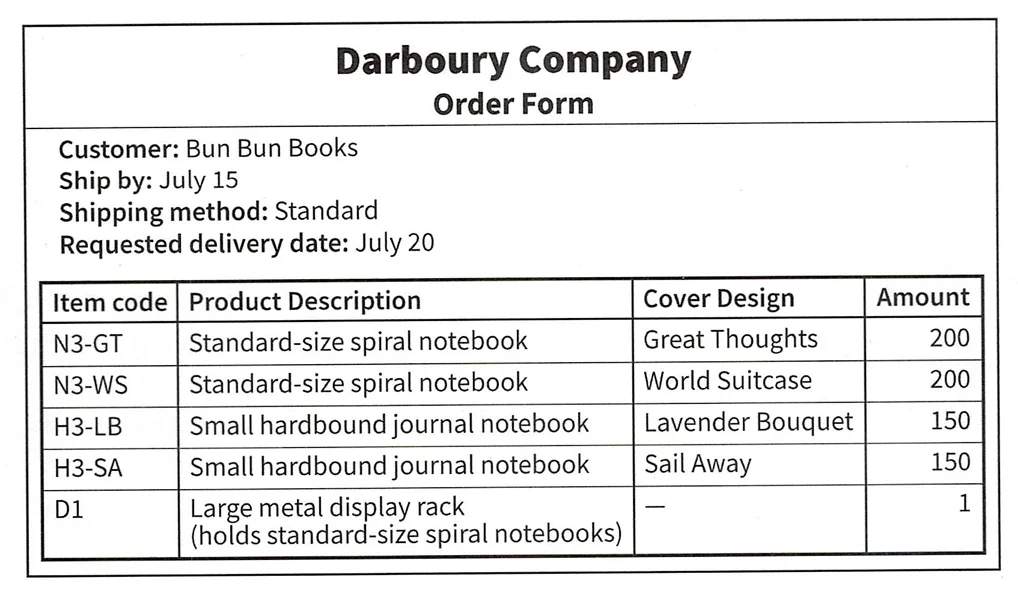 Darboury Company
Order Form
Customer: Bun Bun Books
Ship by: July 15
Shipping method: Standard
Requested delivery date: July 20
Item code Product Description Cover Design Amount
N3-GT Standard-size spiral notebook Great Thoughts 200
N3-WS Standard-size spiral notebook World Suitcase 200
H3-LB Small hardbound journal notebook Lavender Bouquet 150
H3-SA Small hardbound journal notebook Sail Away 150
D1 Large metal display rack — 1
(holds standard-size spiral notebooks)